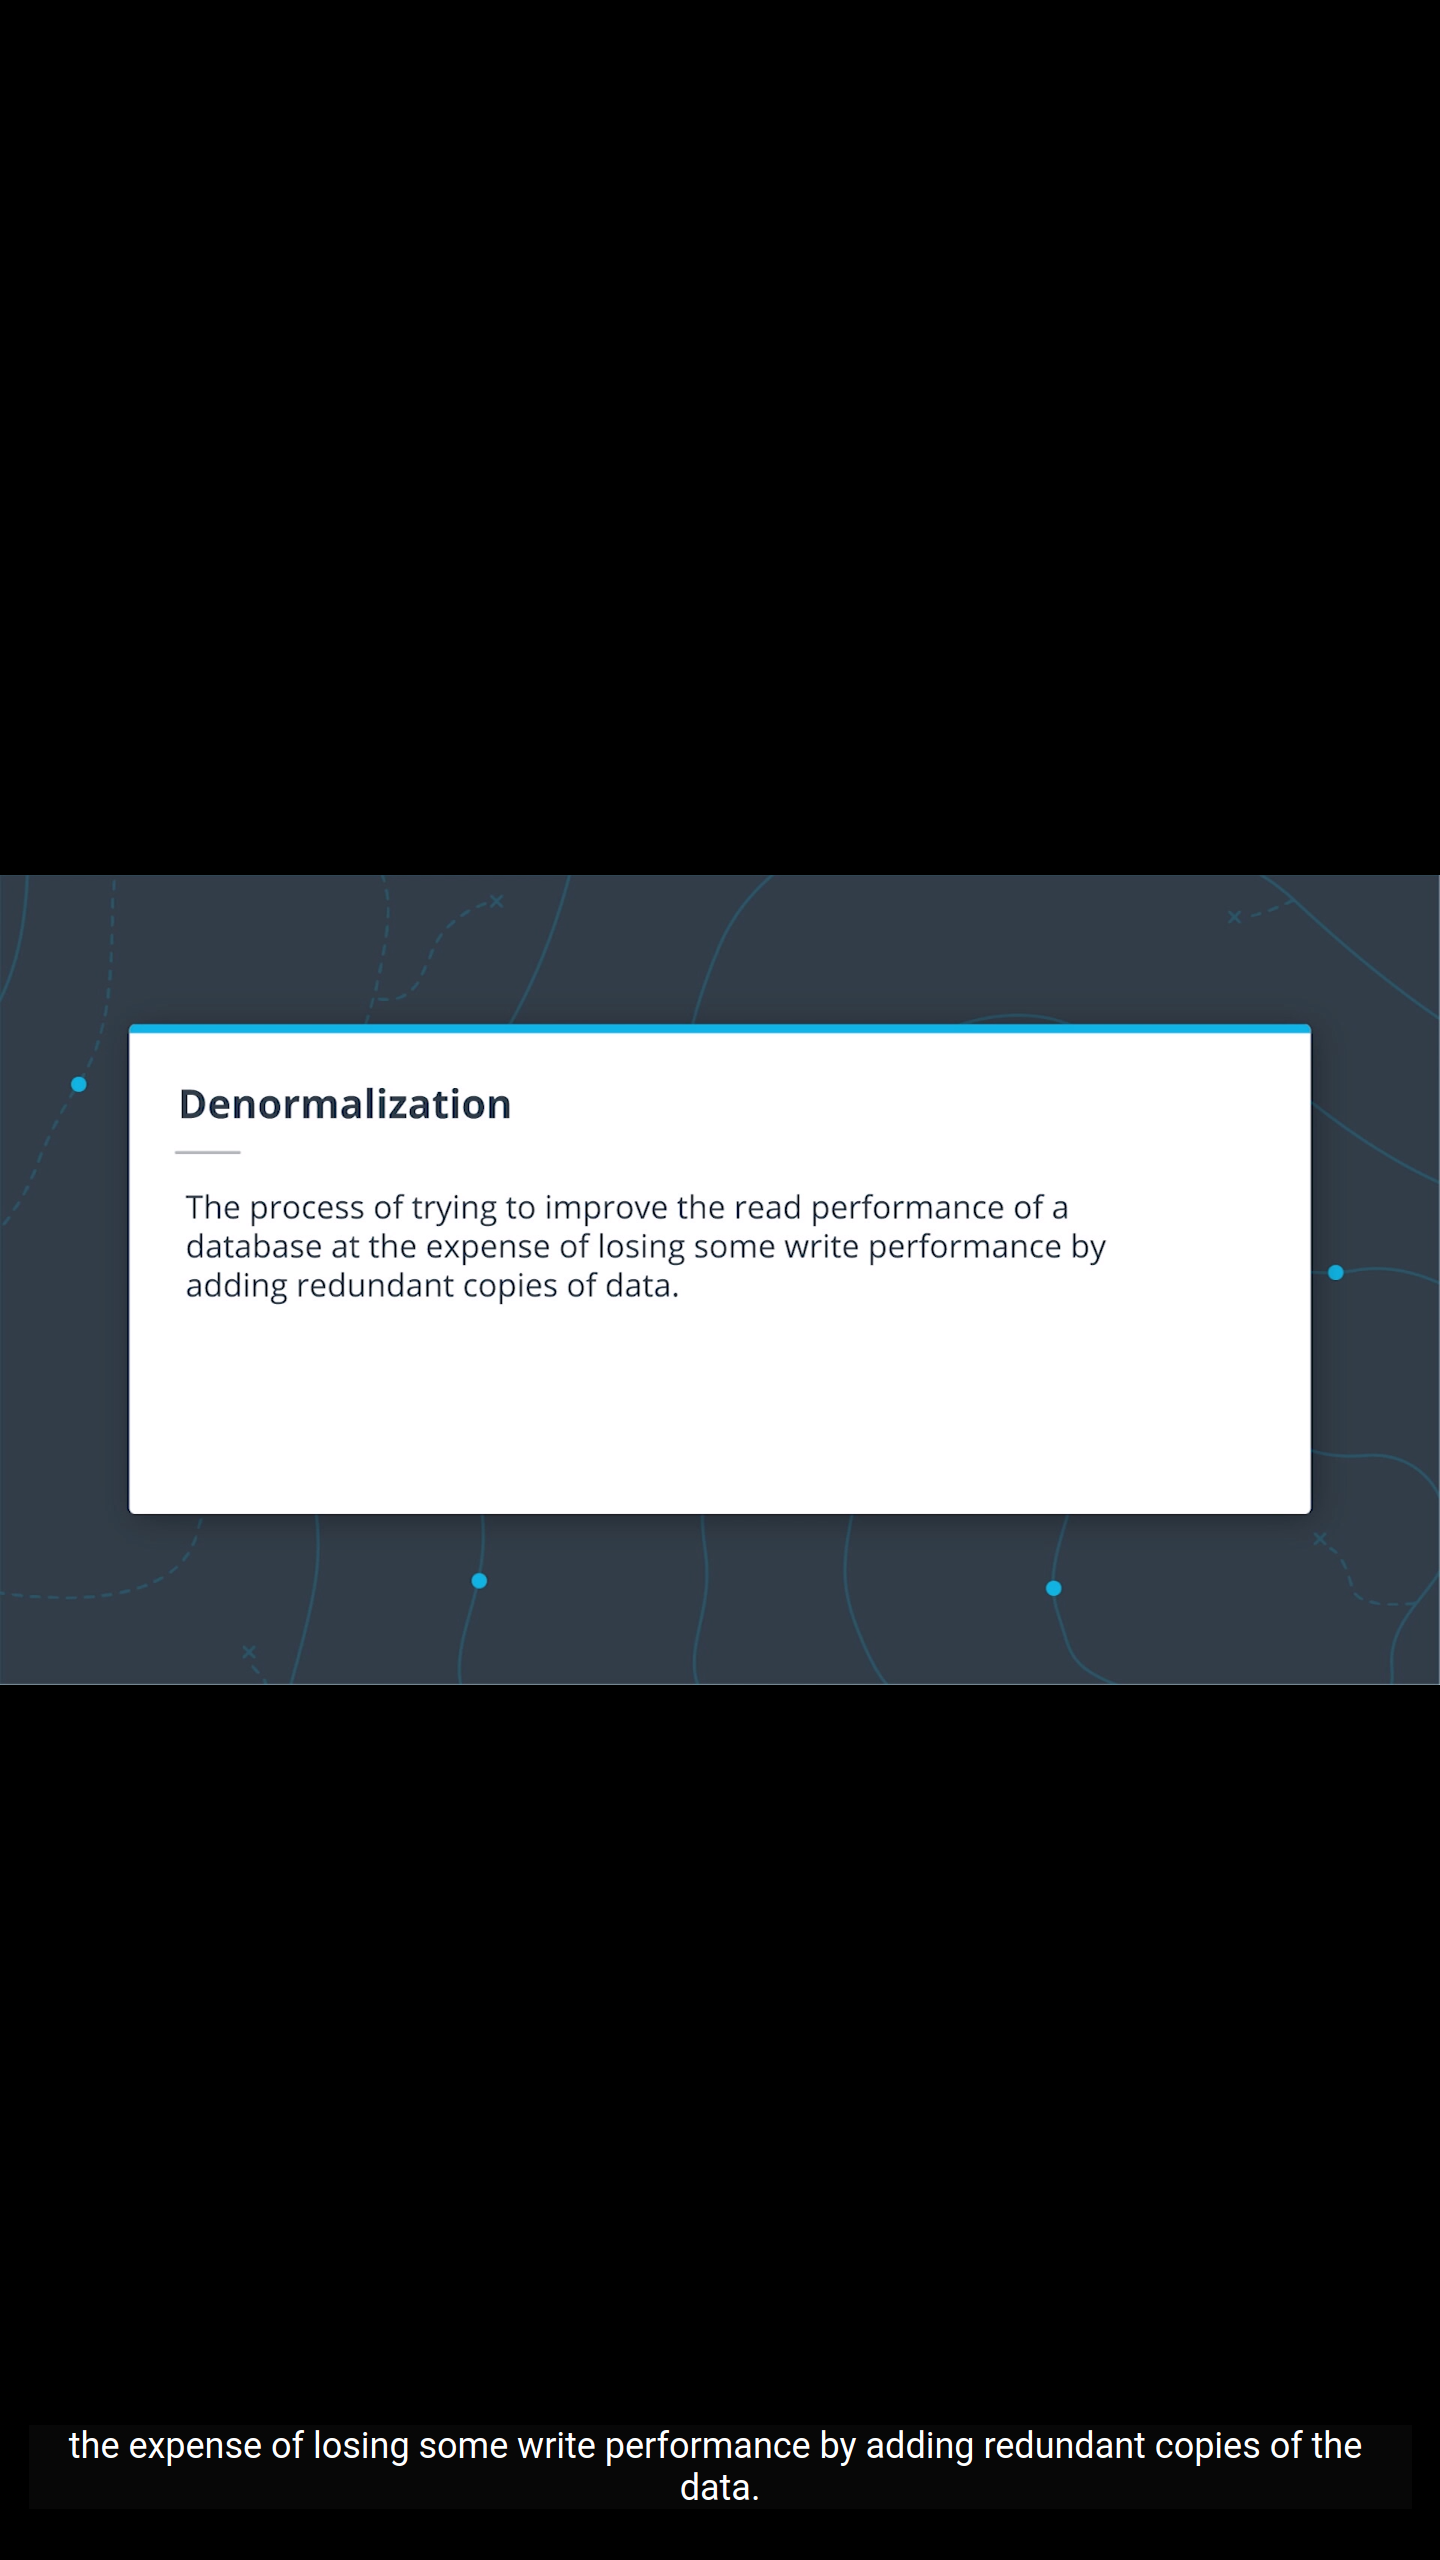 Denormalization
The process of trying to improve the read performance of a
database at the expense of losing some write performance by
adding redundant copies of data.
the expense of losing some write performance by adding redundant copies of the
data.